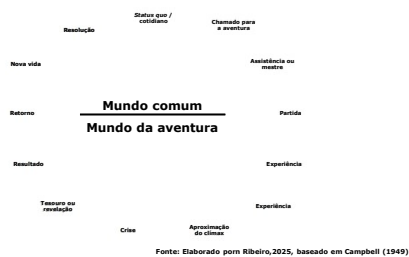 Status quo /
cotidiano
Chamado para
a aventura
Resolução
Nova vida
Assistência ou
mestre
Mundo comum
Retorno
Partida
Mundo da aventura
Resultado
Experiência
Tesouro ou
revelação
Experiência
Crise
Aproximação
do clímax
Fonte: Elaborado porn Ribeiro,2025, baseado em Campbell (1949)